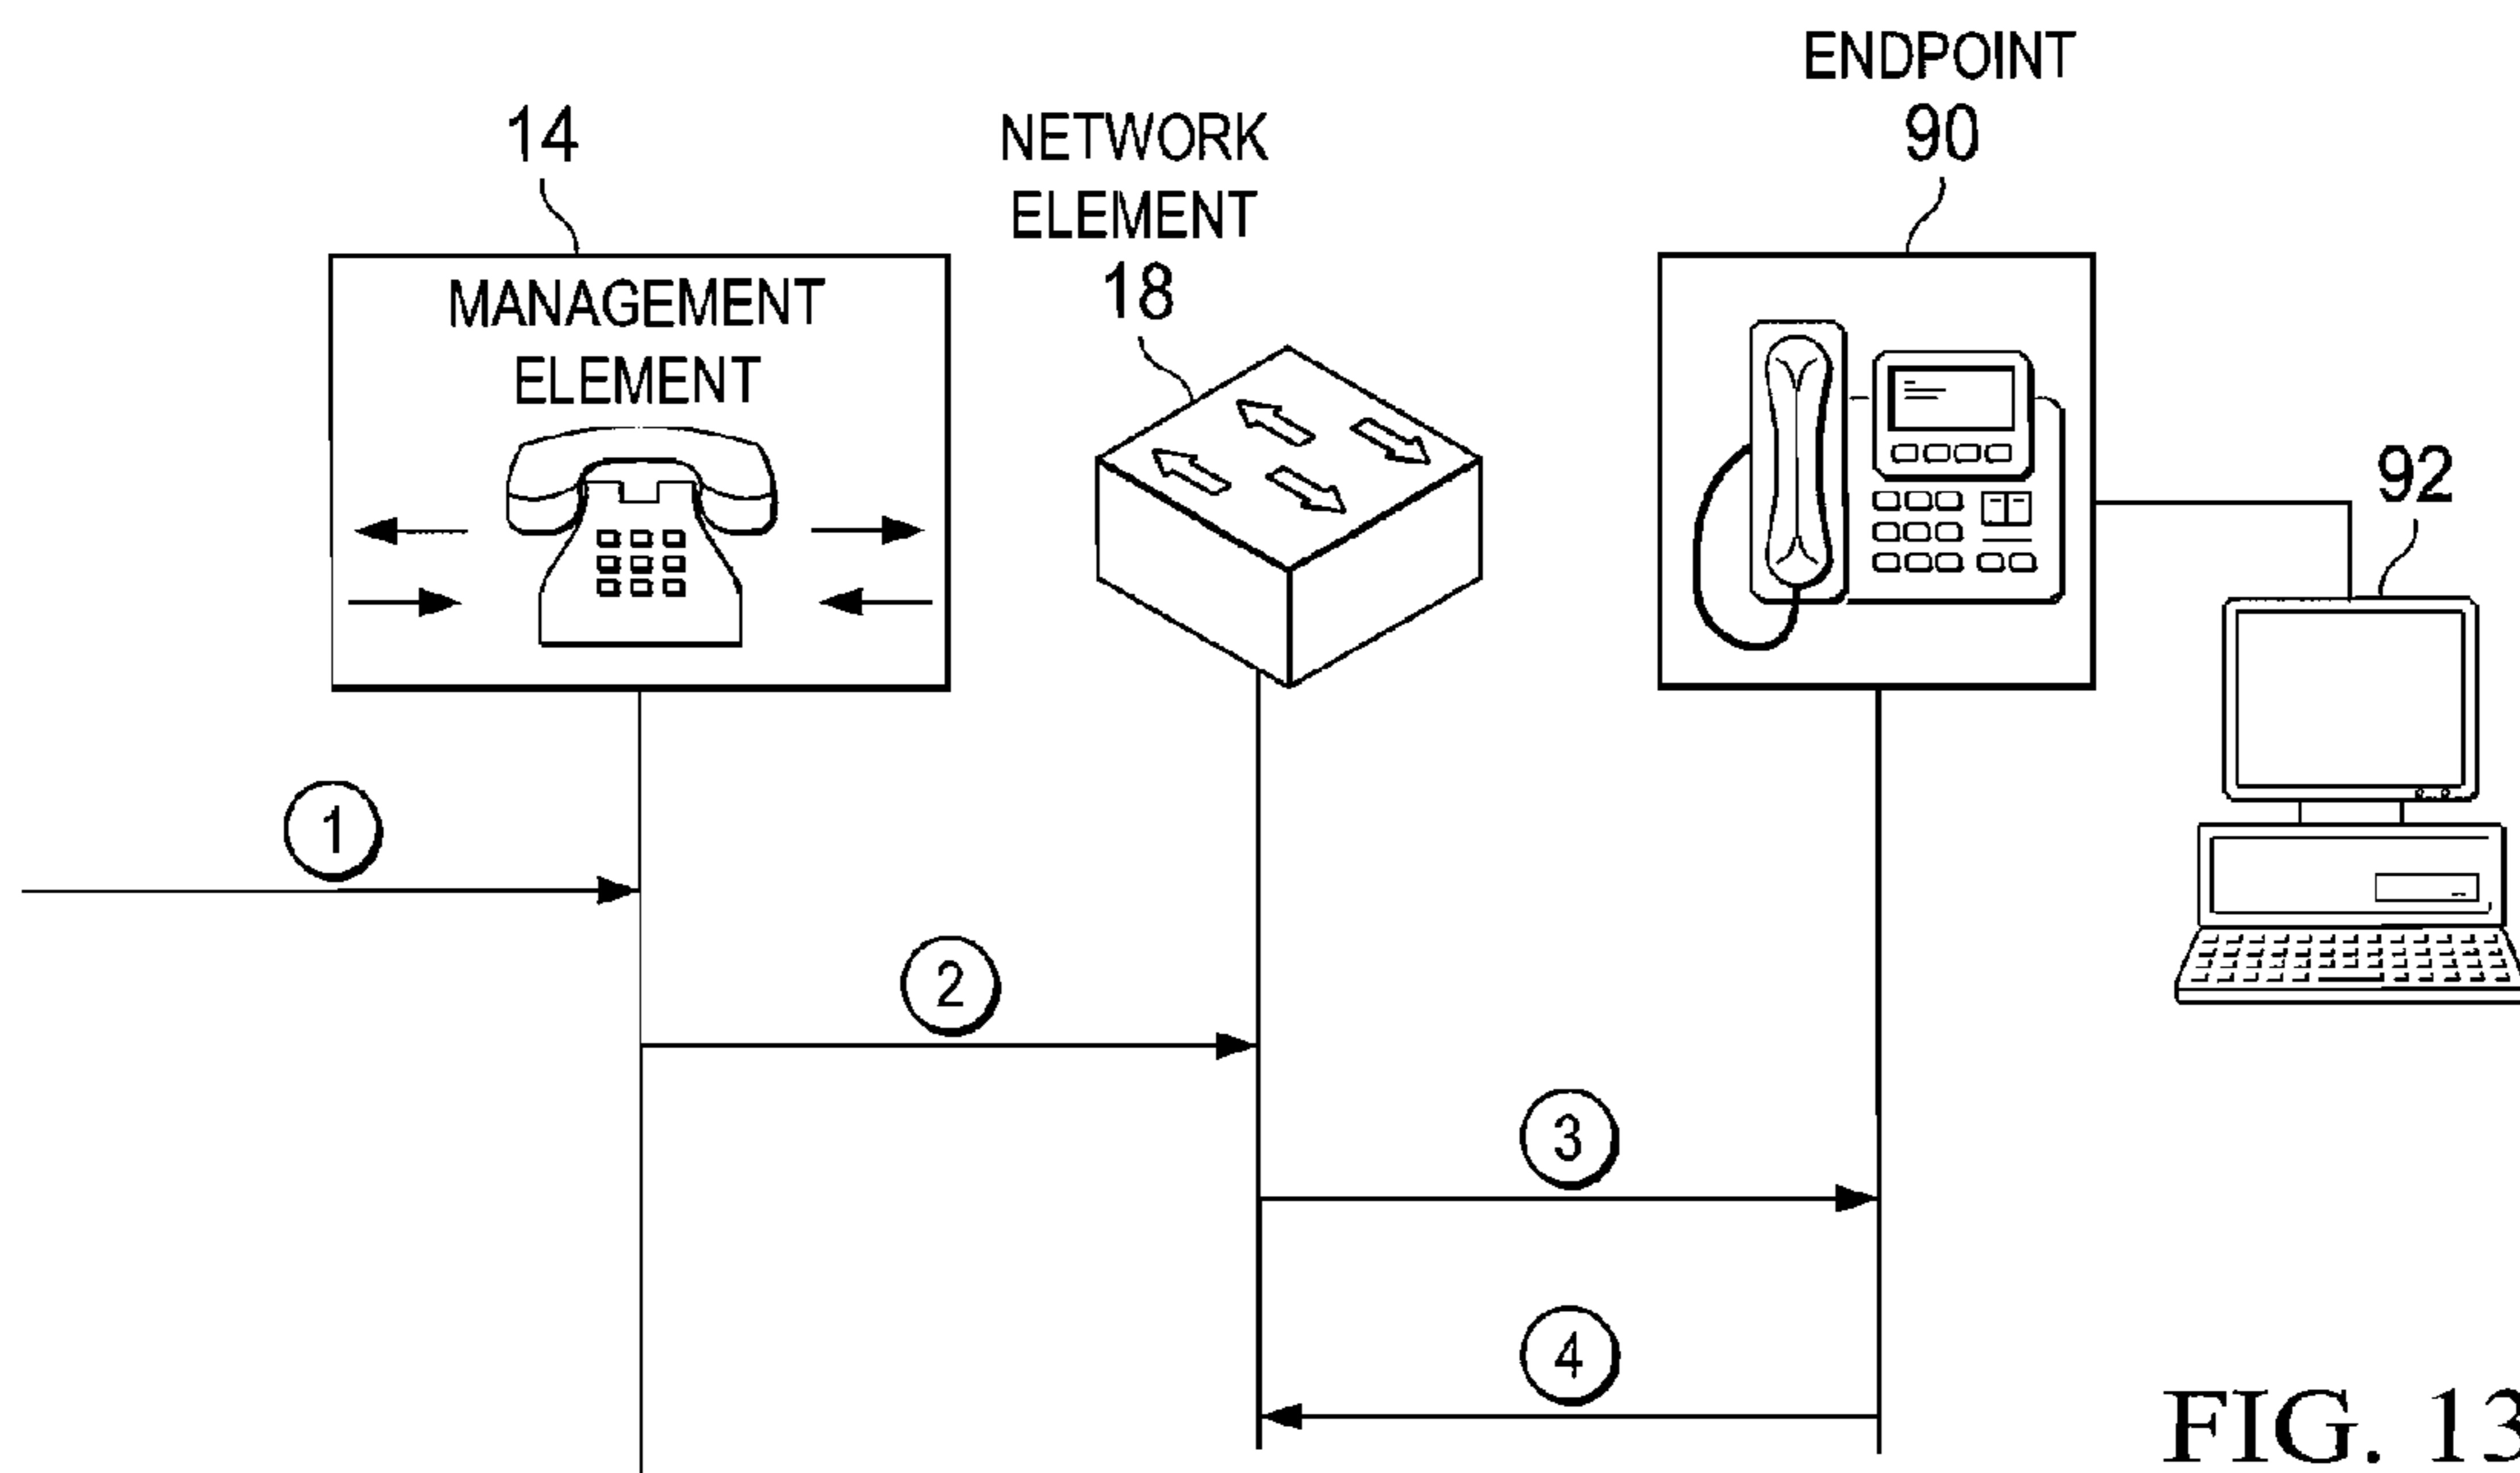 14
MANAGEMENT
ELEMENT
NETWORK
ELEMENT
18
ENDPOINT
90
92
1
2
3
4
FIG. 13